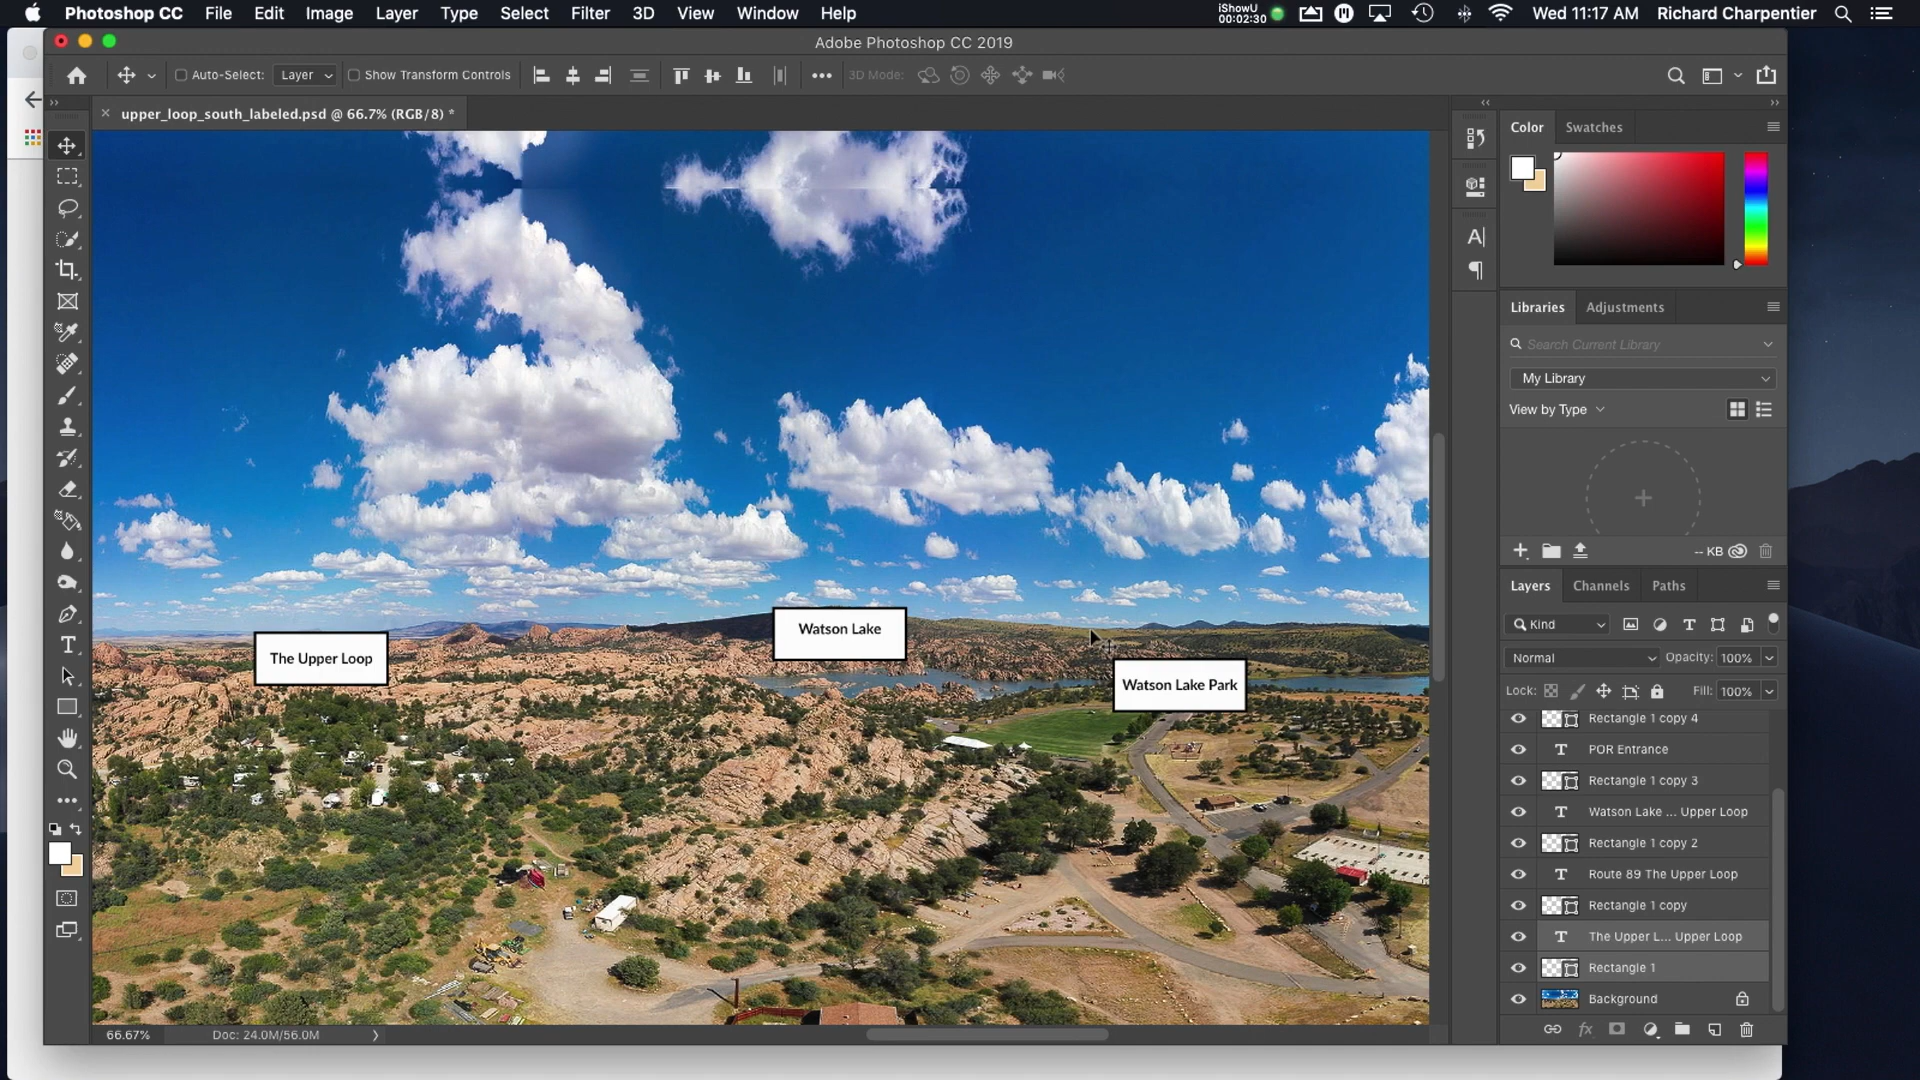 Photoshop CC File Edit Image Layer Type Select Filter 3D View Window Help iShowU 00:02:30 Wed 11:17 AM Richard Charpentier
Adobe Photoshop CC 2019
Auto-Select: Layer Show Transform Controls 3D Mode:
upper_loop_south_labeled.psd @ 66.7% (RGB/8) *
Color Swatches
Libraries Adjustments
Search Current Library
My Library
View by Type
-- KB
Layers Channels Paths
Kind
Normal Opacity: 100%
Lock: Fill: 100%
Rectangle 1 copy 4
POR Entrance
Rectangle 1 copy 3
Watson Lake ... Upper Loop
Rectangle 1 copy 2
Route 89 The Upper Loop
Rectangle 1 copy
The Upper L... Upper Loop
Rectangle 1
Background
Watson Lake
The Upper Loop
Watson Lake Park
66.67% Doc: 24.0M/56.0M